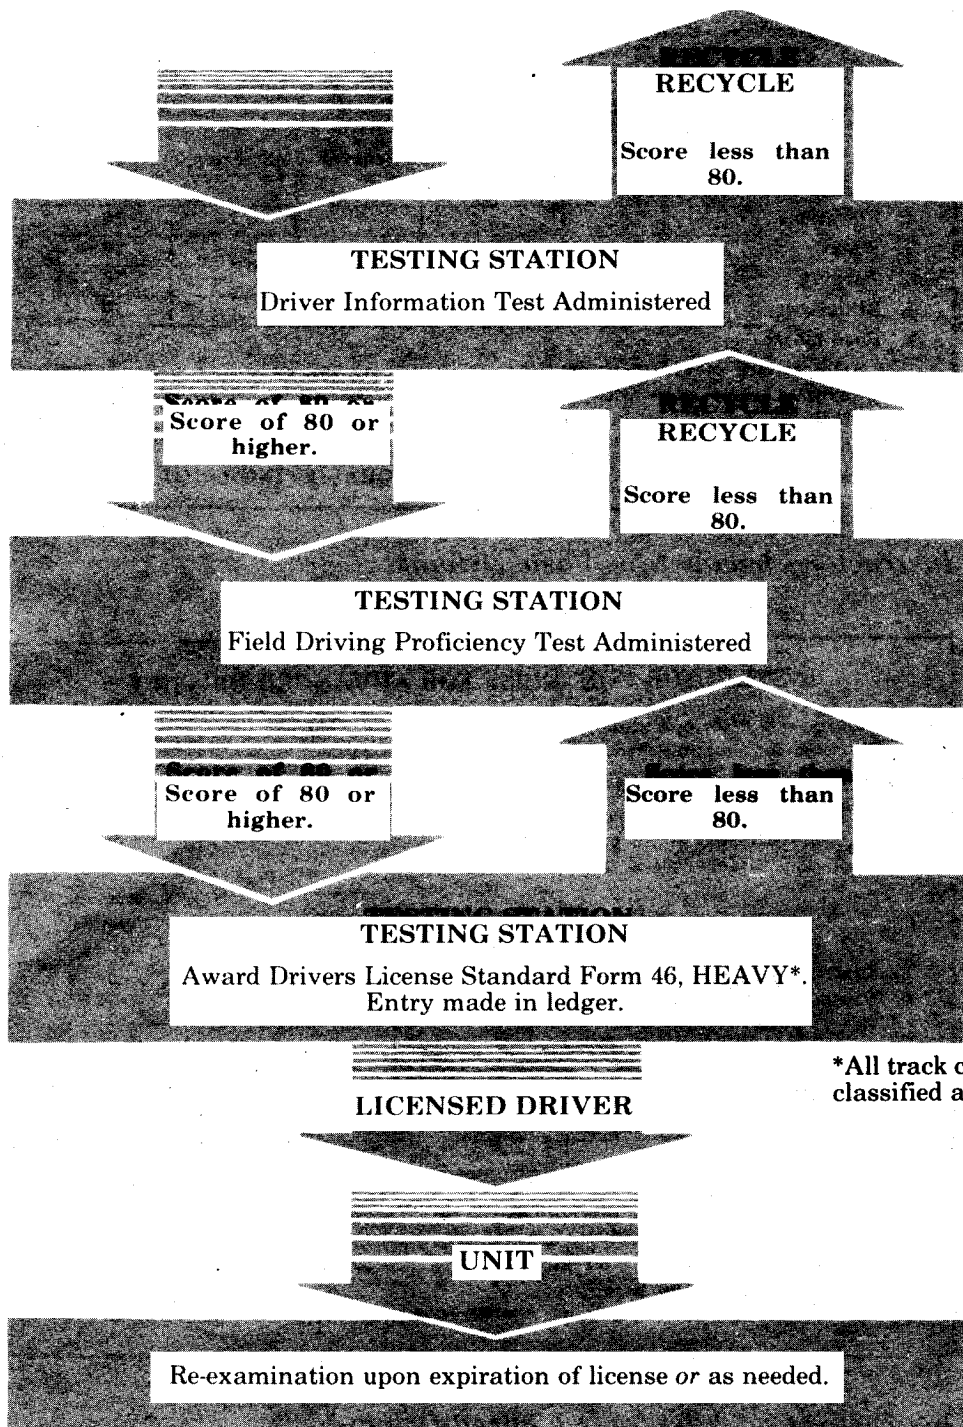 RECYCLE
Score less than
80.
TESTING STATION
Driver Information Test Administered
Score of 80 or
higher.
RECYCLE
Score less than
80.
TESTING STATION
Field Driving Proficiency Test Administered
Score of 80 or
higher.
Score less than
80.
TESTING STATION
Award Drivers License Standard Form 46, HEAVY*.
Entry made in ledger.
*All track
classified
LICENSED DRIVER
UNIT
Re-examination upon expiration of license or as needed.